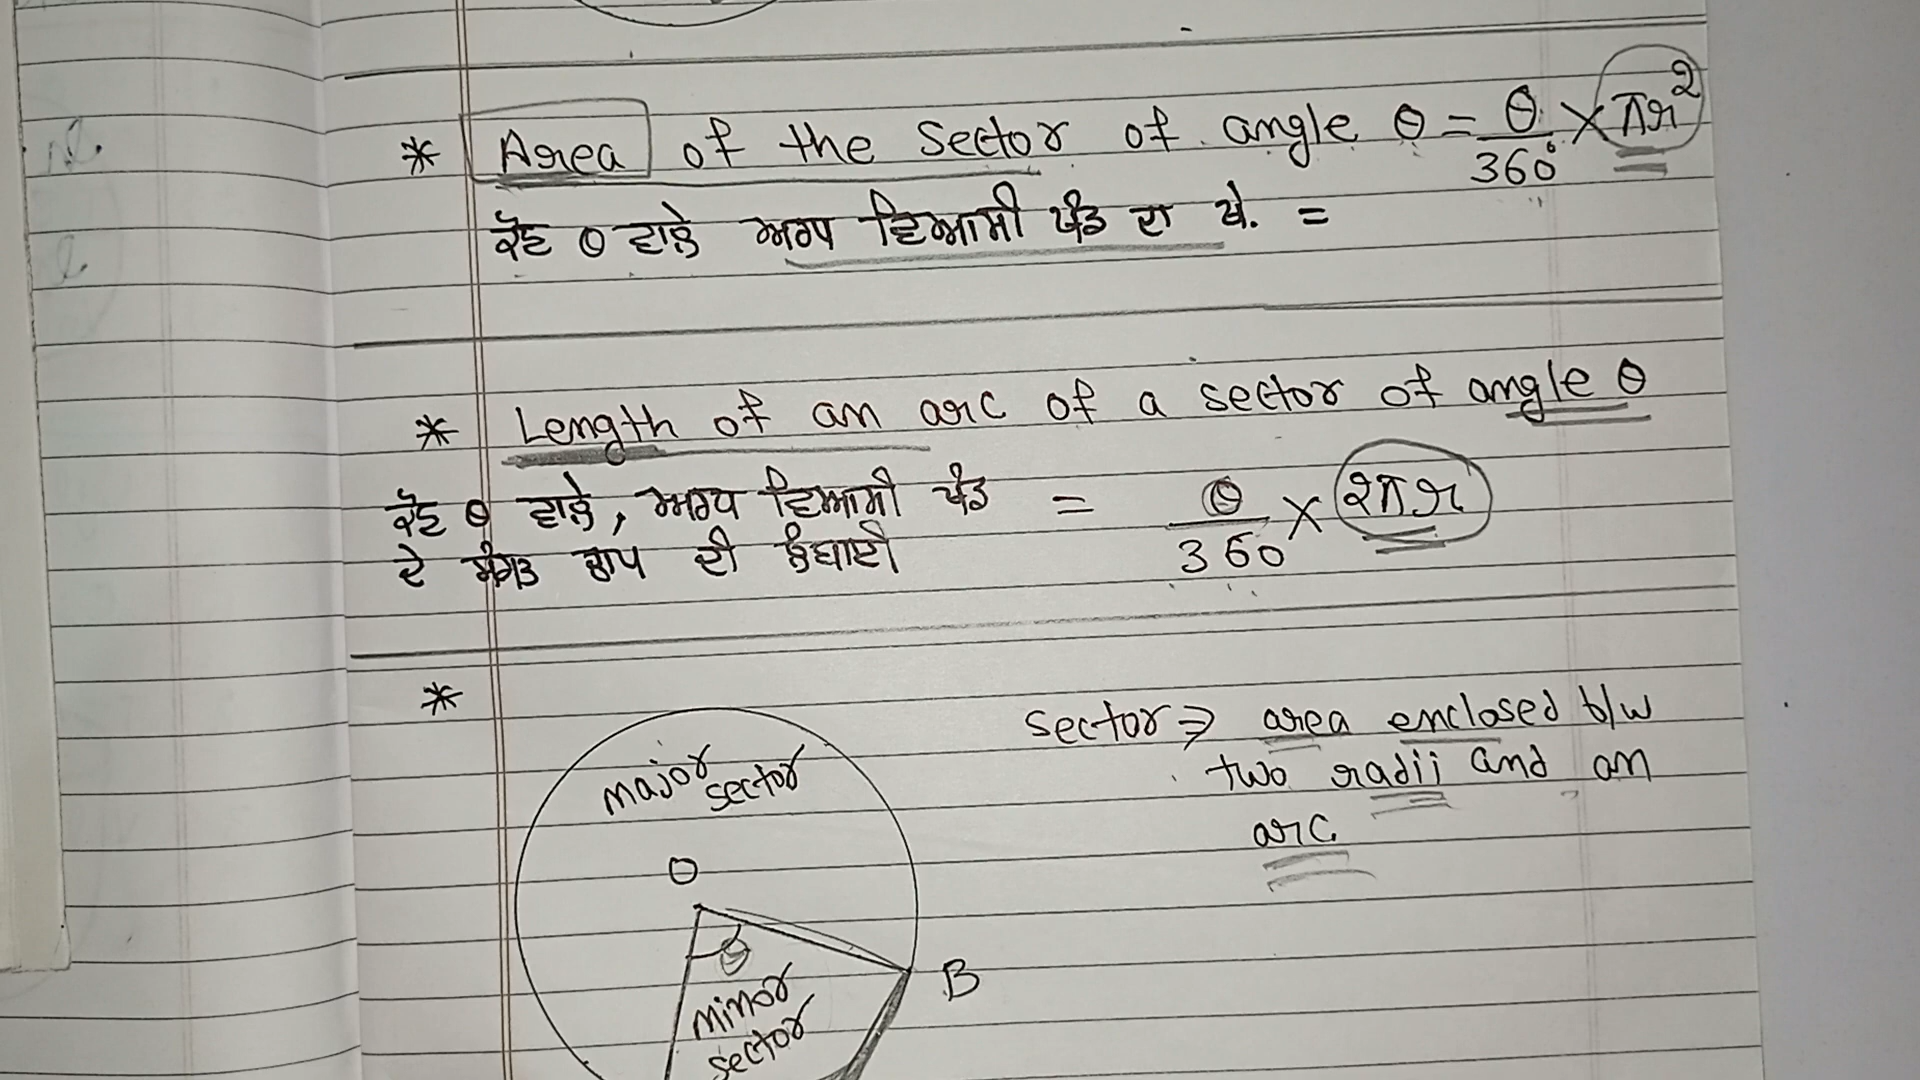 * Area of the sector of angle θ = θ/360° × πr²
ਕੋਣ θ ਵਾਲੇ ਅਰਧ ਵਿਆਸੀ ਖੰਡ ਦਾ ਖੇ. =
* Length of an arc of a sector of angle θ
ਕੋਣ θ ਵਾਲੇ, ਅਰਧ ਵਿਆਸੀ ਖੰਡ = θ/360 × 2πr
ਦੇ ਸੰਗਤ ਚਾਪ ਦੀ ਲੰਬਾਈ
*
sector ⇒ area enclosed b/w
two radii and an
arc
major
sector
O
θ
B
minor
sector